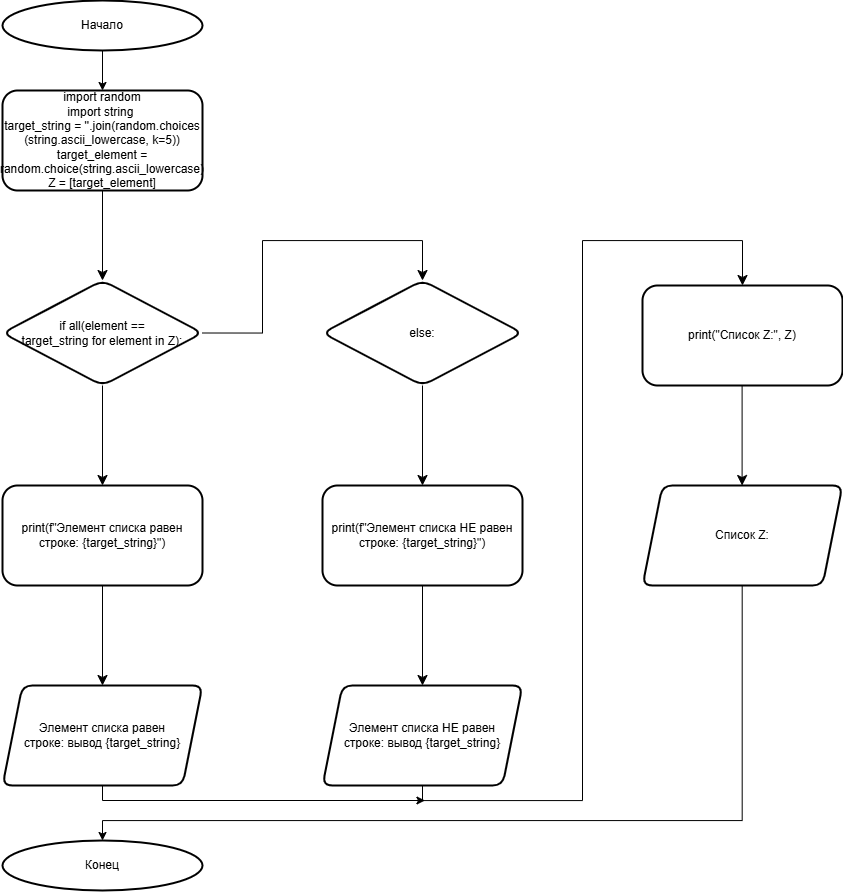 Начало
import random
import string
target_string = ''.join(random.choices
(string.ascii_lowercase, k=5))
target_element =
random.choice(string.ascii_lowercase)
Z = [target_element]
if all(element ==
target_string for element in Z):
else:
print("Список Z:", Z)
print(f"Элемент списка равен
строке: {target_string}")
print(f"Элемент списка НЕ равен
строке: {target_string}")
Список Z:
Элемент списка равен
строке: вывод {target_string}
Элемент списка НЕ равен
строке: вывод {target_string}
Конец